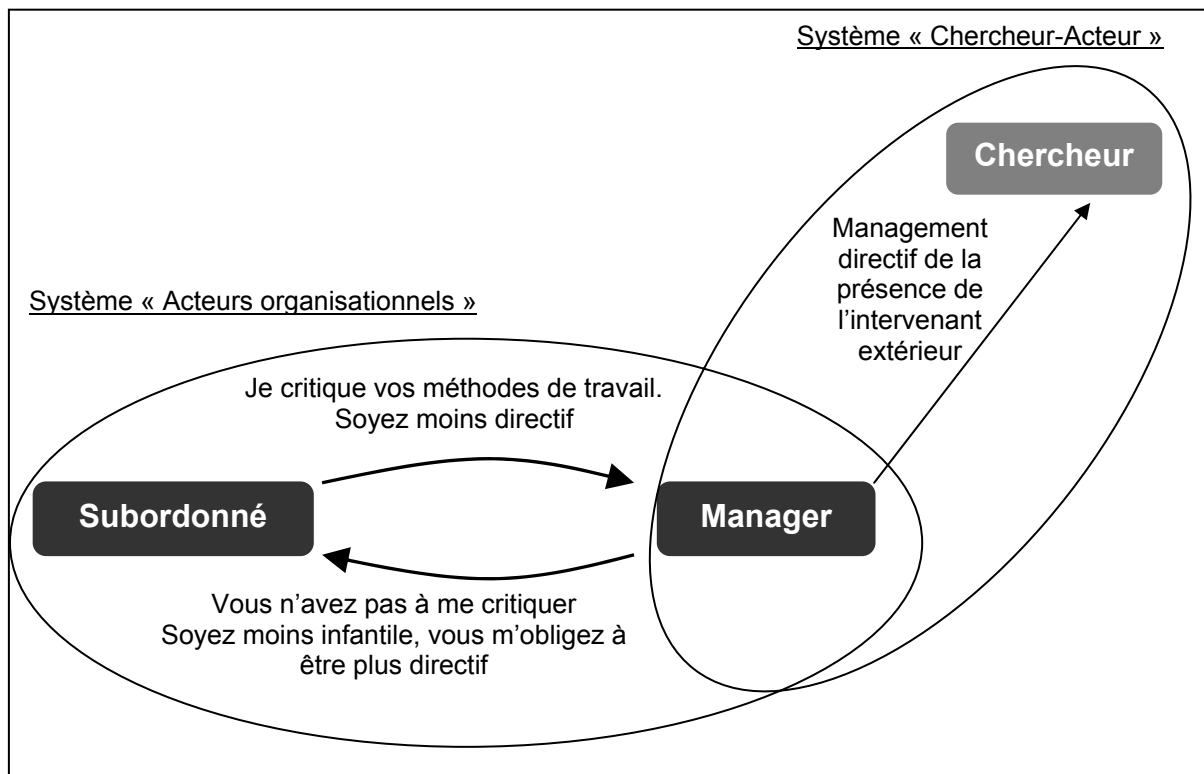 Système « Chercheur-Acteur »
Chercheur
Management
directif de la
présence de
l’intervenant
extérieur
Système « Acteurs organisationnels »
Je critique vos méthodes de travail.
Soyez moins directif
Subordonné
Manager
Vous n’avez pas à me critiquer
Soyez moins infantile, vous m’obligez à
être plus directif